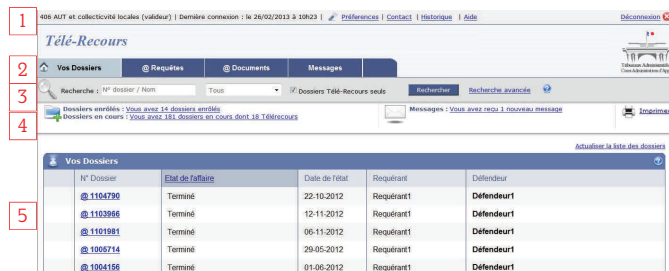 1
406 AUT et collectivité locales (valideur) | Dernière connexion : le 26/02/2013 à 10h23 | Préférences | Contact | Historique | Aide Déconnexion
Télé-Recours
2
Vos Dossiers @ Requêtes @ Documents Messages
3
Recherche : N° dossier / Nom Tous Dossiers Télé-Recours seuls Rechercher Recherche avancée
4
Dossiers enrôlés : Vous avez 14 dossiers enrôlés
Dossiers en cours : Vous avez 181 dossiers en cours dont 18 Télérecours
Messages : Vous avez reçu 1 nouveau message
Imprimer
Actualiser la liste des dossiers
Vos Dossiers
N° Dossier Etat de l'affaire Date de l'état Requérant Défendeur
@ 1104790 Terminé 22-10-2012 Requérant1 Défendeur1
5
@ 1103966 Terminé 12-11-2012 Requérant1 Défendeur1
@ 1101981 Terminé 06-11-2012 Requérant1 Défendeur1
@ 1005714 Terminé 29-05-2012 Requérant1 Défendeur1
@ 1004156 Terminé 01-06-2012 Requérant1 Défendeur1